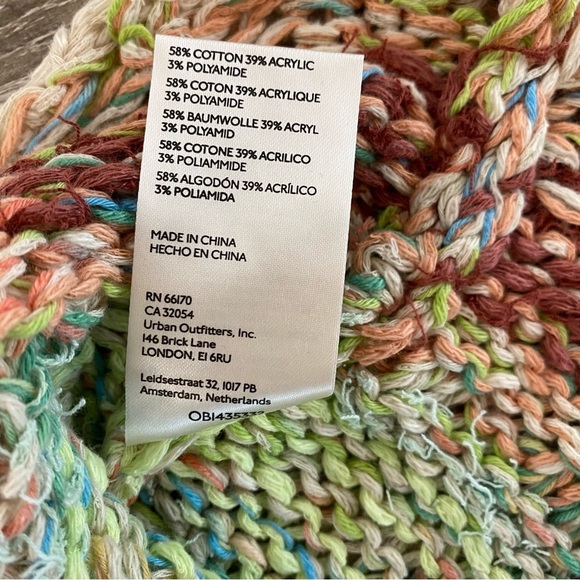 58% COTTON 39% ACRYLIC
3% POLYAMIDE
58% COTON 39% ACRYLIQUE
3% POLYAMIDE
58% BAUMWOLLE 39% ACRYL
3% POLYAMID
58% COTONE 39% ACRILICO
3% POLIAMMIDE
58% ALGODÓN 39% ACRÍLICO
3% POLIAMIDA
MADE IN CHINA
HECHO EN CHINA
RN 66170
CA 32054
Urban Outfitters, Inc.
146 Brick Lane
LONDON, E1 6RU
Leidsestraat 32, 1017 PB
Amsterdam, Netherlands